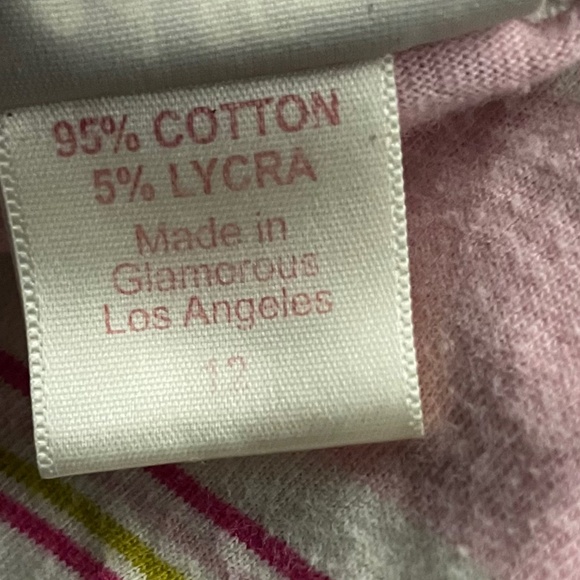 95% COTTON
5% LYCRA
Made in
Glamorous
Los Angeles
12